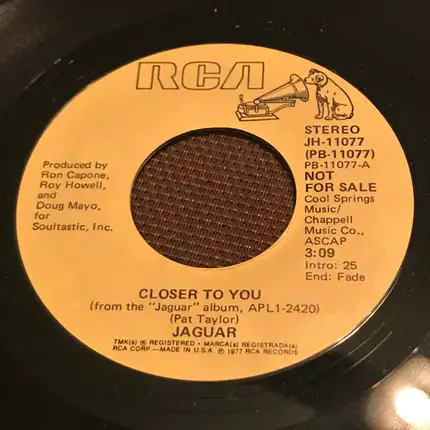 RCA
STEREO
JH-11077
(PB-11077)
PB-11077-A
NOT
FOR SALE
Cool Springs
Music/
Chappell
Music Co.,
ASCAP
3:09
Intro: 25
End: Fade
Produced by
Ron Capone,
Roy Howell,
and
Doug Mayo,
for
Soultastic, Inc.
CLOSER TO YOU
(from the "Jaguar" album, APL1-2420)
(Pat Taylor)
JAGUAR
TMK(s) ® REGISTERED • MARCA(s) REGISTRADA(s)
RCA CORP.—MADE IN U.S.A. ℗ 1977 RCA RECORDS